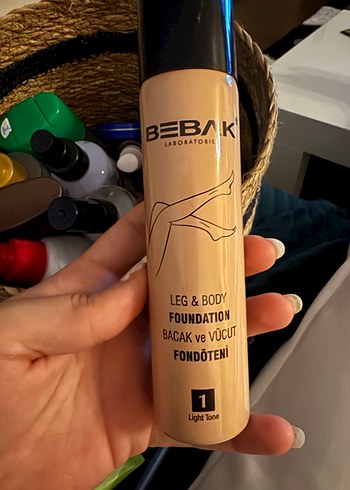 BEBAK
LABORATORIES
LEG & BODY
FOUNDATION
BACAK ve VÜCUT
FONDÖTENİ
1
Light Tone